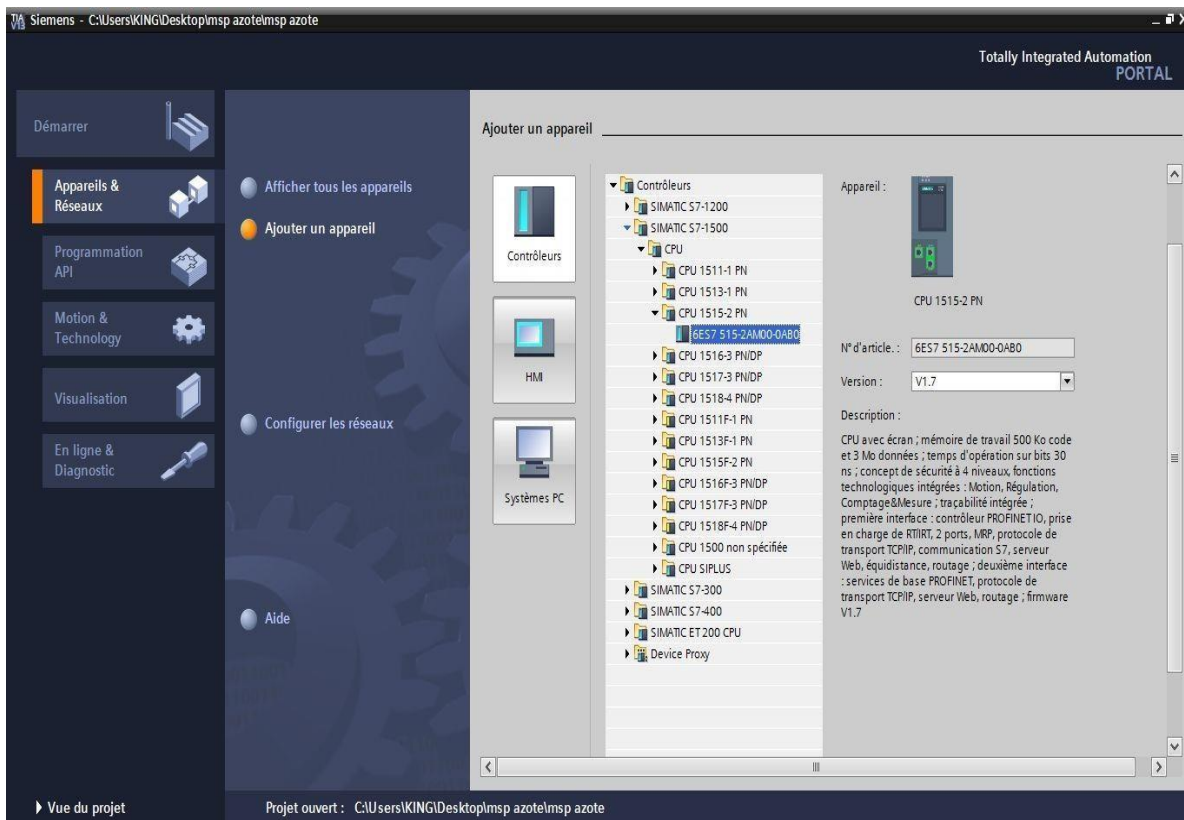 TIA V13 Siemens - C:\Users\KING\Desktop\msp azote\msp azote
Totally Integrated Automation
PORTAL
Démarrer
Appareils &
Réseaux
Programmation
API
Motion &
Technology
Visualisation
En ligne &
Diagnostic
Afficher tous les appareils
Ajouter un appareil
Configurer les réseaux
Aide
Ajouter un appareil
Contrôleurs
HMI
Systèmes PC
Contrôleurs
SIMATIC S7-1200
SIMATIC S7-1500
CPU
CPU 1511-1 PN
CPU 1513-1 PN
CPU 1515-2 PN
6ES7 515-2AM00-0AB0
CPU 1516-3 PN/DP
CPU 1517-3 PN/DP
CPU 1518-4 PN/DP
CPU 1511F-1 PN
CPU 1513F-1 PN
CPU 1515F-2 PN
CPU 1516F-3 PN/DP
CPU 1517F-3 PN/DP
CPU 1518F-4 PN/DP
CPU 1500 non spécifiée
CPU SIPLUS
SIMATIC S7-300
SIMATIC S7-400
SIMATIC ET 200 CPU
Device Proxy
Appareil :
CPU 1515-2 PN
N° d'article. : 6ES7 515-2AM00-0AB0
Version : V1.7
Description :
CPU avec écran ; mémoire de travail 500 Ko code
et 3 Mo données ; temps d'opération sur bits 30
ns ; concept de sécurité à 4 niveaux, fonctions
technologiques intégrées : Motion, Régulation,
Comptage&Mesure ; traçabilité intégrée ;
première interface : contrôleur PROFINET IO, prise
en charge de RT/IRT, 2 ports, MRP, protocole de
transport TCP/IP, communication S7, serveur
Web, équidistance, routage ; deuxième interface
: services de base PROFINET, protocole de
transport TCP/IP, serveur Web, routage ; firmware
V1.7
Vue du projet
Projet ouvert : C:\Users\KING\Desktop\msp azote\msp azote